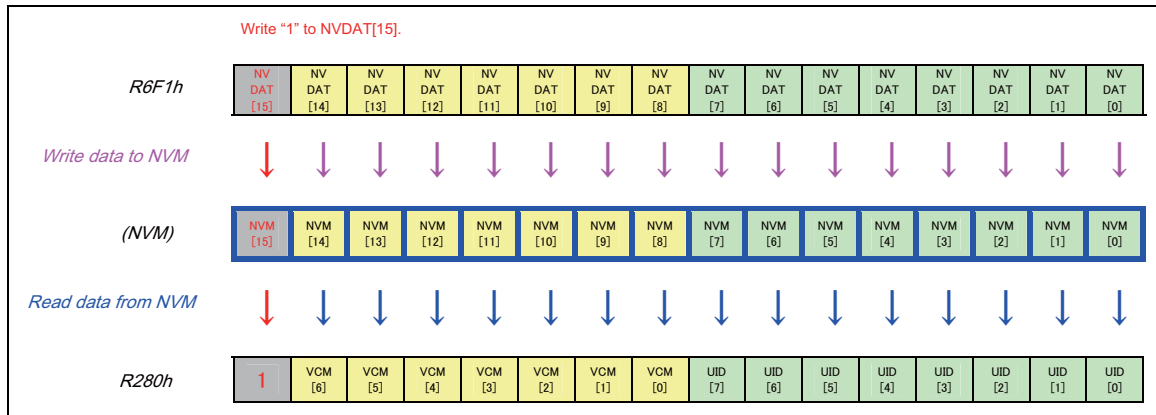 Write “1” to NVDAT[15].
R6F1h
NV NV NV NV NV NV NV NV NV NV NV NV NV NV NV NV
DAT DAT DAT DAT DAT DAT DAT DAT DAT DAT DAT DAT DAT DAT DAT DAT
[15] [14] [13] [12] [11] [10] [9] [8] [7] [6] [5] [4] [3] [2] [1] [0]
Write data to NVM
(NVM)
NVM NVM NVM NVM NVM NVM NVM NVM NVM NVM NVM NVM NVM NVM NVM NVM
[15] [14] [13] [12] [11] [10] [9] [8] [7] [6] [5] [4] [3] [2] [1] [0]
Read data from NVM
R280h
1 VCM VCM VCM VCM VCM VCM VCM UID UID UID UID UID UID UID UID
[6] [5] [4] [3] [2] [1] [0] [7] [6] [5] [4] [3] [2] [1] [0]